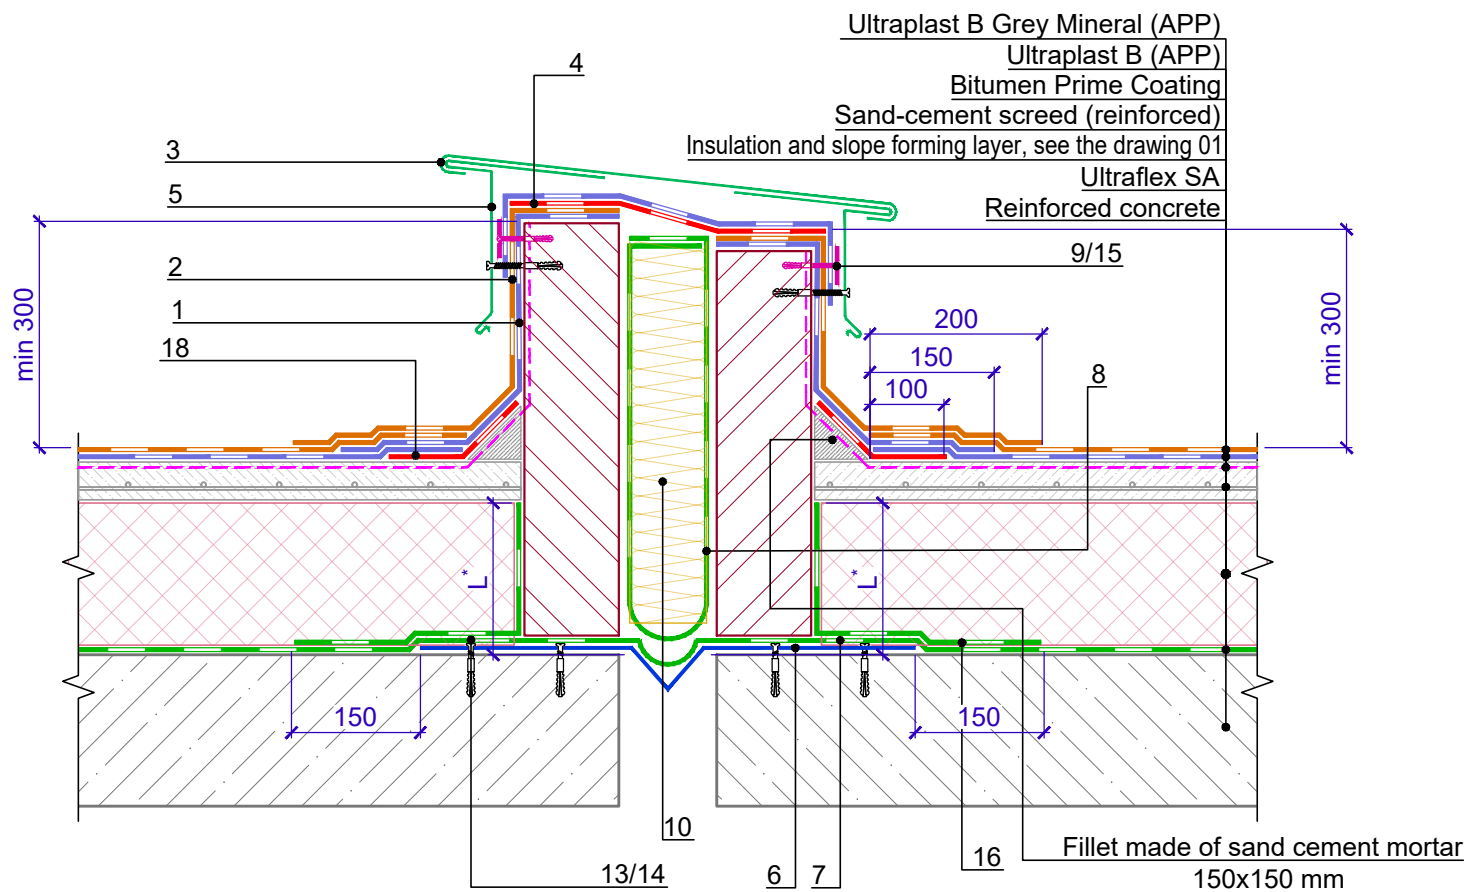 Ultraplast B Grey Mineral (APP)
Ultraplast B (APP)
Bitumen Prime Coating
Sand-cement screed (reinforced)
Insulation and slope forming layer, see the drawing 01
Ultraflex SA
Reinforced concrete
4
3
5
2
1
18
9/15
8
min 300
min 300
200
150
100
L*
L*
150
150
10
13/14
6
7
16
Fillet made of sand cement mortar
150x150 mm